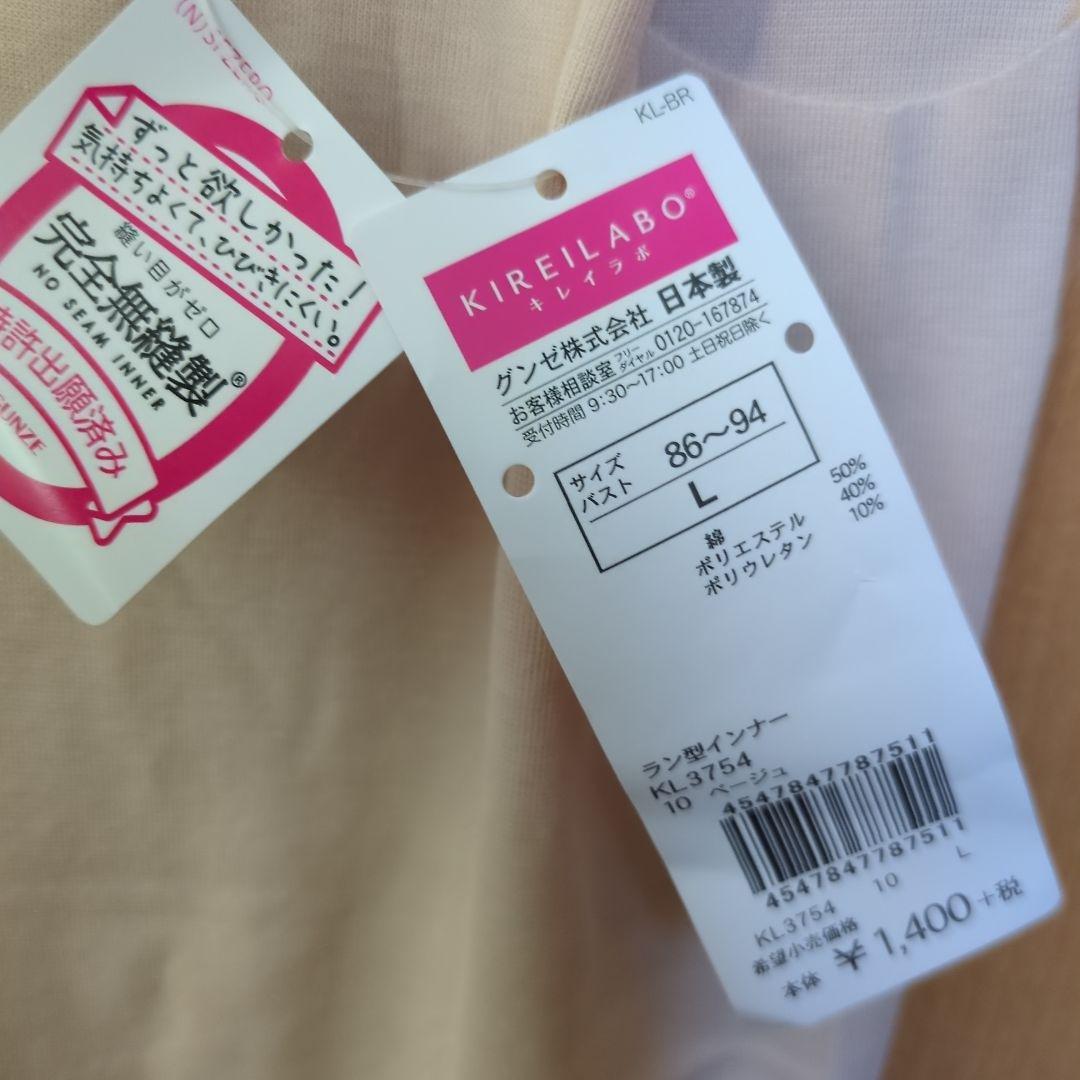 (N)
ずっと欲しかった!
気持ちよくて、ひびきにくい。
縫い目がゼロ
完全無縫製®
NO SEAM INNER
特許出願済み
GUNZE
KL-BR
KIREILABO®
キレイラボ
グンゼ株式会社 日本製
お客様相談室 フリーダイヤル 0120-167874
受付時間 9:30〜17:00 土日祝日除く
サイズ
バスト 86〜94
L
綿 50%
ポリエステル 40%
ポリウレタン 10%
ラン型インナー
KL3754
10 ベージュ
4547847787511
4547847787511
KL3754 10 L
希望小売価格
本体 ¥1,400+税